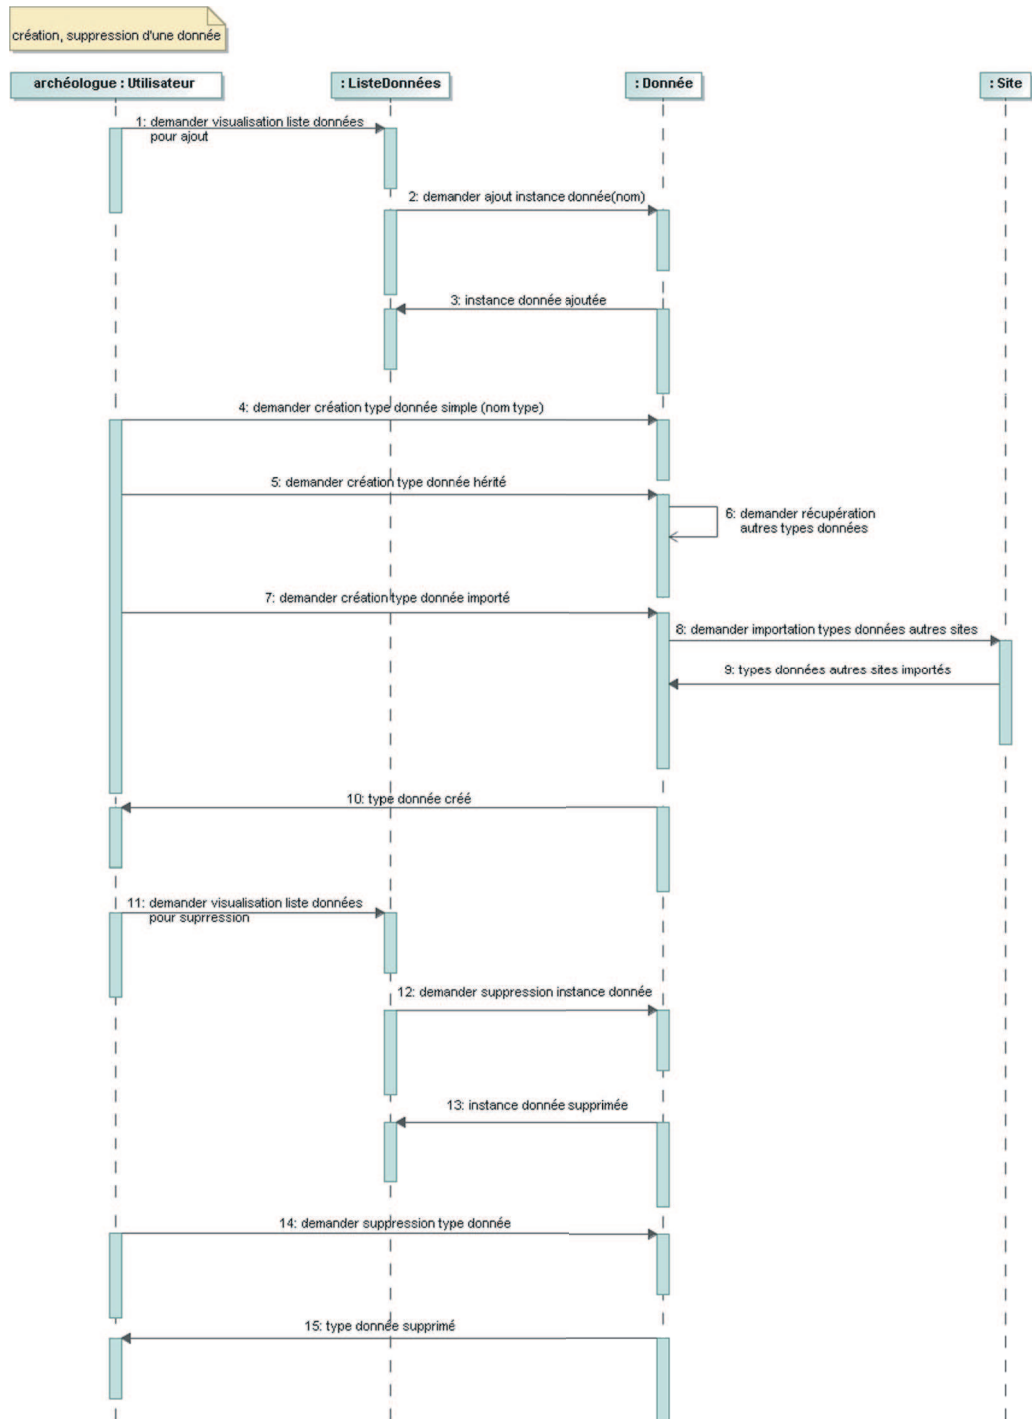 création, suppression d'une donnée
archéologue : Utilisateur
: ListeDonnées
: Donnée
: Site
1: demander visualisation liste données
pour ajout
2: demander ajout instance donnée(nom)
3: instance donnée ajoutée
4: demander création type donnée simple (nom type)
5: demander création type donnée hérité
6: demander récupération
autres types données
7: demander création type donnée importé
8: demander importation types données autres sites
9: types données autres sites importés
10: type donnée créé
11: demander visualisation liste données
pour suprression
12: demander suppression instance donnée
13: instance donnée supprimée
14: demander suppression type donnée
15: type donnée supprimé